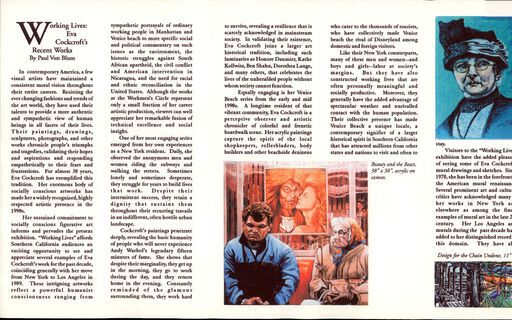 Working Lives:
Eva
Cockcroft's
Recent Works
By Paul Von Blum
In contemporary America, a few
visual artists have maintained a
consistent moral vision throughout
their entire careers. Resisting the
ever changing fashions and trends of
the art world, they have used their
talents to provide a more authentic
and sympathetic view of human
beings in all facets of their lives.
Their paintings, drawings,
sculptures, photographs, and other
works chronicle people's triumphs
and tragedies, validating their hopes
and aspirations and responding
empathetically to their fears and
frustrations. For almost 30 years,
Eva Cockcroft has exemplified this
tradition. Her enormous body of
socially conscious artworks has
made her a widely recognized, highly
respected artistic presence in the
1990s.
Her sustained commitment to
socially conscious figurative art
informs and pervades the present
exhibition. "Working Lives" affords
Southern California audiences an
exciting opportunity to see and
appreciate several examples of Eva
Cockcroft's work for the past decade,
coinciding generally with her move
from New York to Los Angeles in
1989. These intriguing artworks
reflect a powerful humanist
consciousness ranging from
sympathetic portrayals of ordinary
working people in Manhattan and
Venice beach to more specific social
and political commentary on such
issues as the environment, the
historic struggles against South
African apartheid, the civil conflict
and American intervention in
Nicaragua, and the need for racial
and ethnic reconciliation in the
United States. Although the works
at the Workman's Circle represent
only a small fraction of her career
artistic production, viewers can well
appreciate her remarkable fusion of
technical excellence and social
insight.
One of her most engaging series
emerged from her own experiences
as a New York resident. Daily, she
observed the anonymous men and
women riding the subways and
walking the streets. Sometimes
lonely and sometimes desperate,
they struggle for years to build lives
that work. Despite their
intermittent success, they retain a
dignity that sustains them
throughout their recurring travails
in an indifferent, often hostile urban
landscape.
Cockcroft's paintings penetrate
deeply, revealing the basic humanity
of people who will never experience
Andy Warhol's legendary fifteen
minutes of fame. She shows that
despite their marginality, they get up
in the morning, they go to work
during the day, and they return
home in the evening. Constantly
reminded of the glamour
surrounding them, they work hard
to survive, revealing a resilience that is
scarcely acknowledged in mainstream
society. In validating their existence,
Eva Cockcroft joins a larger art
historical tradition, including such
luminaries as Honoré Daumier, Kathe
Kollwitz, Ben Shahn, Dorothea Lange,
and many others, that celebrates the
lives of the unheralded people without
whom society cannot function.
Equally engaging is her Venice
Beach series from the early and mid
1990s. A longtime resident of that
vibrant community, Eva Cockcroft is a
perceptive observer and artistic
chronicler of colorful and frenetic
boardwalk scene. Her acrylic paintings
capture the spirit of the local
shopkeepers, rollerbladers, body
builders and other beachside denizens
who cater to the thousands of tourists,
who have collectively made Venice
beach the rival of Disneyland among
domestic and foreign visitors.
Like their New York counterparts,
many of these men and women—and
boys and girls—labor at society's
margins. But they have also
constructed working lives that are
often personally meaningful and
socially productive. Moreover, they
generally have the added advantage of
spectacular weather and unrivaled
contact with the human population.
Their collective presence has made
Venice Beach a unique locale, a
contemporary signifier of a larger
historical spirit in Southern California
that has attracted millions from other
states and nations to visit and often to
Beauty and the Beast,
38" x 38", acrylic on
canvas.
stay.
Visitors to the "Working Lives"
exhibition have the added pleasure
of seeing some of Eva Cockcroft's
mural drawings and sketches. Since
1970, she has been in the forefront of
the American mural renaissance.
Several prominent art and cultural
critics have acknowledged many of
her works in New York as
elsewhere as among the finest
examples of mural art in the late 20th
century. Her Los Angeles area
murals during the past decade have
added to her distinguished record in
this domain. They have al
Design for the Chain Undone, 11"